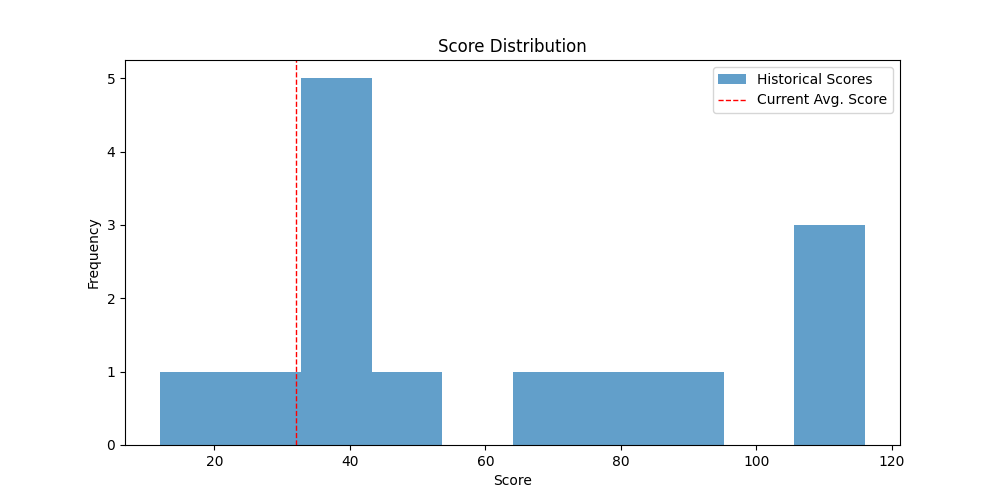 Score Distribution
Historical Scores
Current Avg. Score
Frequency
5
4
3
2
1
0
20 40 60 80 100 120
Score